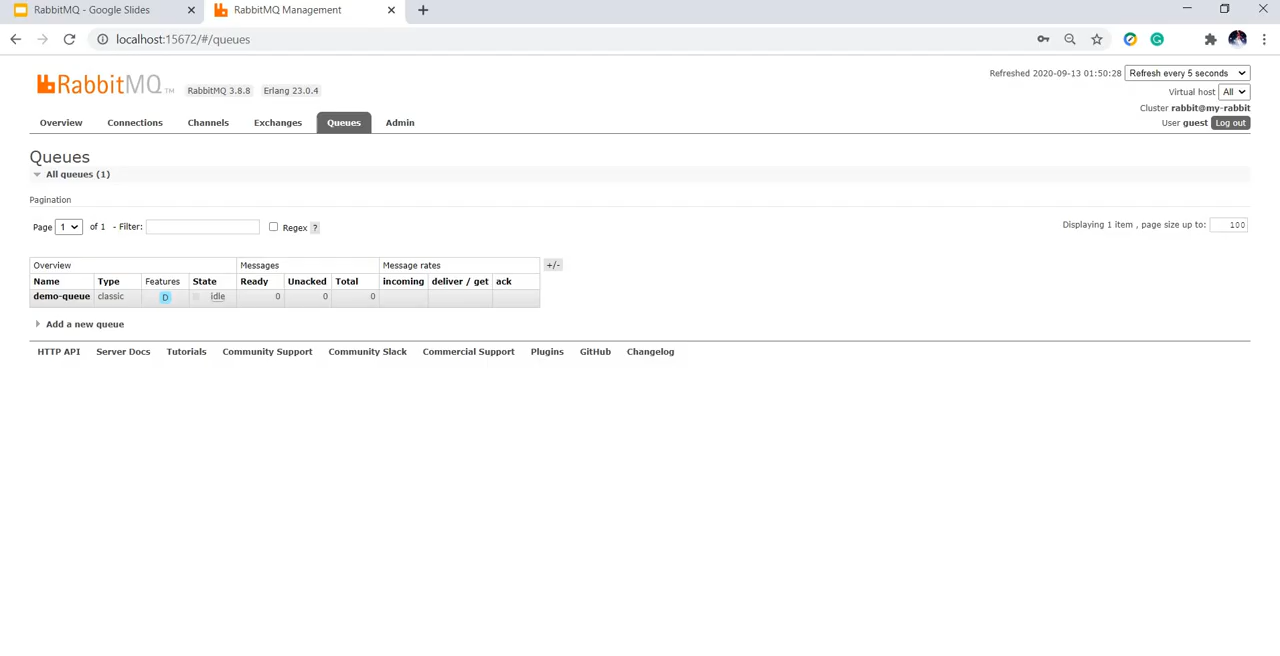 RabbitMQ - Google Slides
RabbitMQ Management
localhost:15672/#/queues
RabbitMQ TM RabbitMQ 3.8.8 Erlang 23.0.4
Refreshed 2020-09-13 01:50:28 Refresh every 5 seconds
Virtual host All
Cluster rabbit@my-rabbit
User guest Log out
Overview Connections Channels Exchanges Queues Admin
Queues
All queues (1)
Pagination
Page 1 of 1 - Filter: Regex ?
Displaying 1 item , page size up to: 100
Overview Messages Message rates +/-
Name Type Features State Ready Unacked Total incoming deliver / get ack
demo-queue classic D idle 0 0 0
Add a new queue
HTTP API Server Docs Tutorials Community Support Community Slack Commercial Support Plugins GitHub Changelog